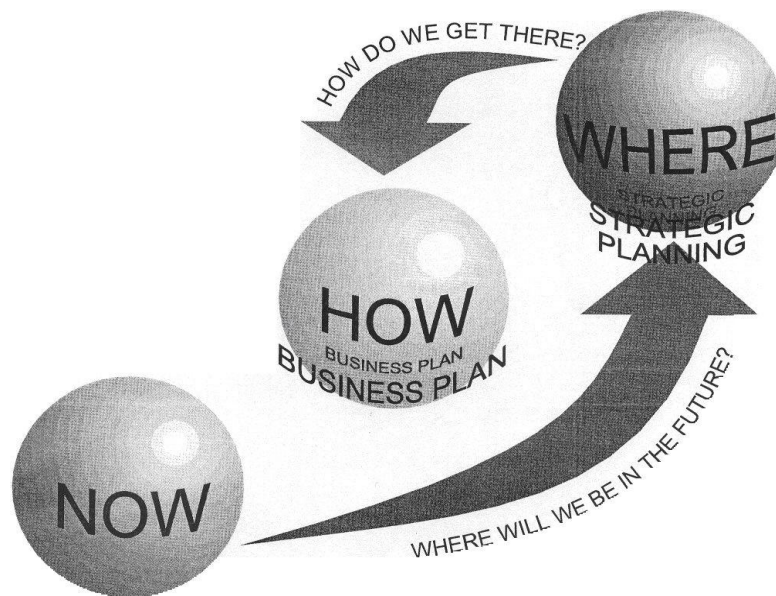 HOW DO WE GET THERE?
WHERE
STRATEGIC
PLANNING
STRATEGIC
PLANNING
HOW
BUSINESS PLAN
BUSINESS PLAN
NOW
WHERE WILL WE BE IN THE FUTURE?